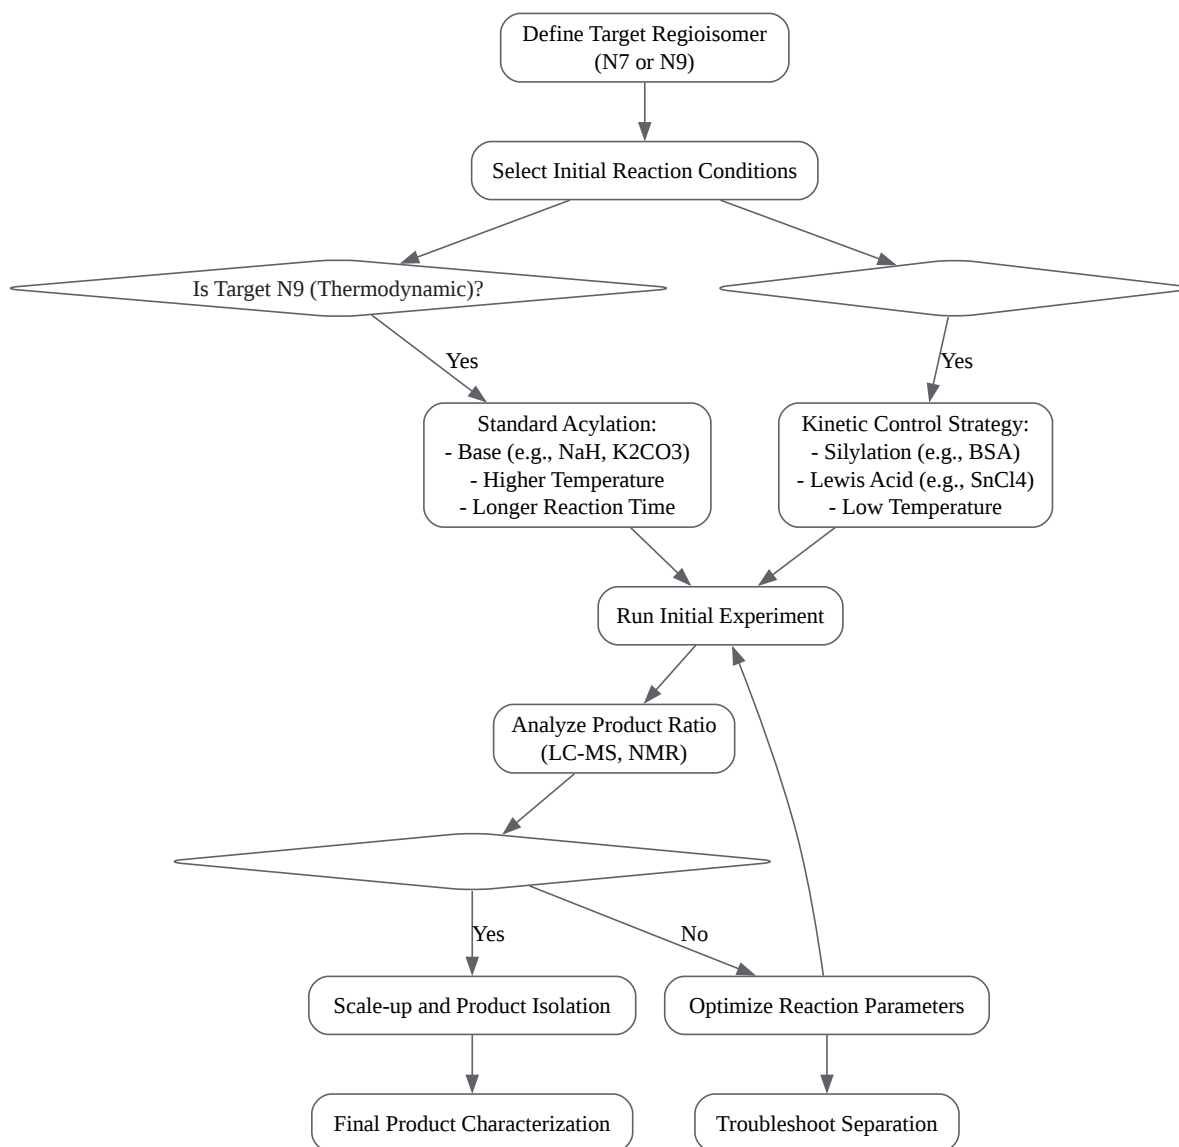 Define Target Regioisomer
(N7 or N9)
Select Initial Reaction Conditions
Is Target N9 (Thermodynamic)?
Yes
Yes
Standard Acylation:
- Base (e.g., NaH, K2CO3)
- Higher Temperature
- Longer Reaction Time
Kinetic Control Strategy:
- Silylation (e.g., BSA)
- Lewis Acid (e.g., SnCl4)
- Low Temperature
Run Initial Experiment
Analyze Product Ratio
(LC-MS, NMR)
Yes
No
Scale-up and Product Isolation
Optimize Reaction Parameters
Final Product Characterization
Troubleshoot Separation